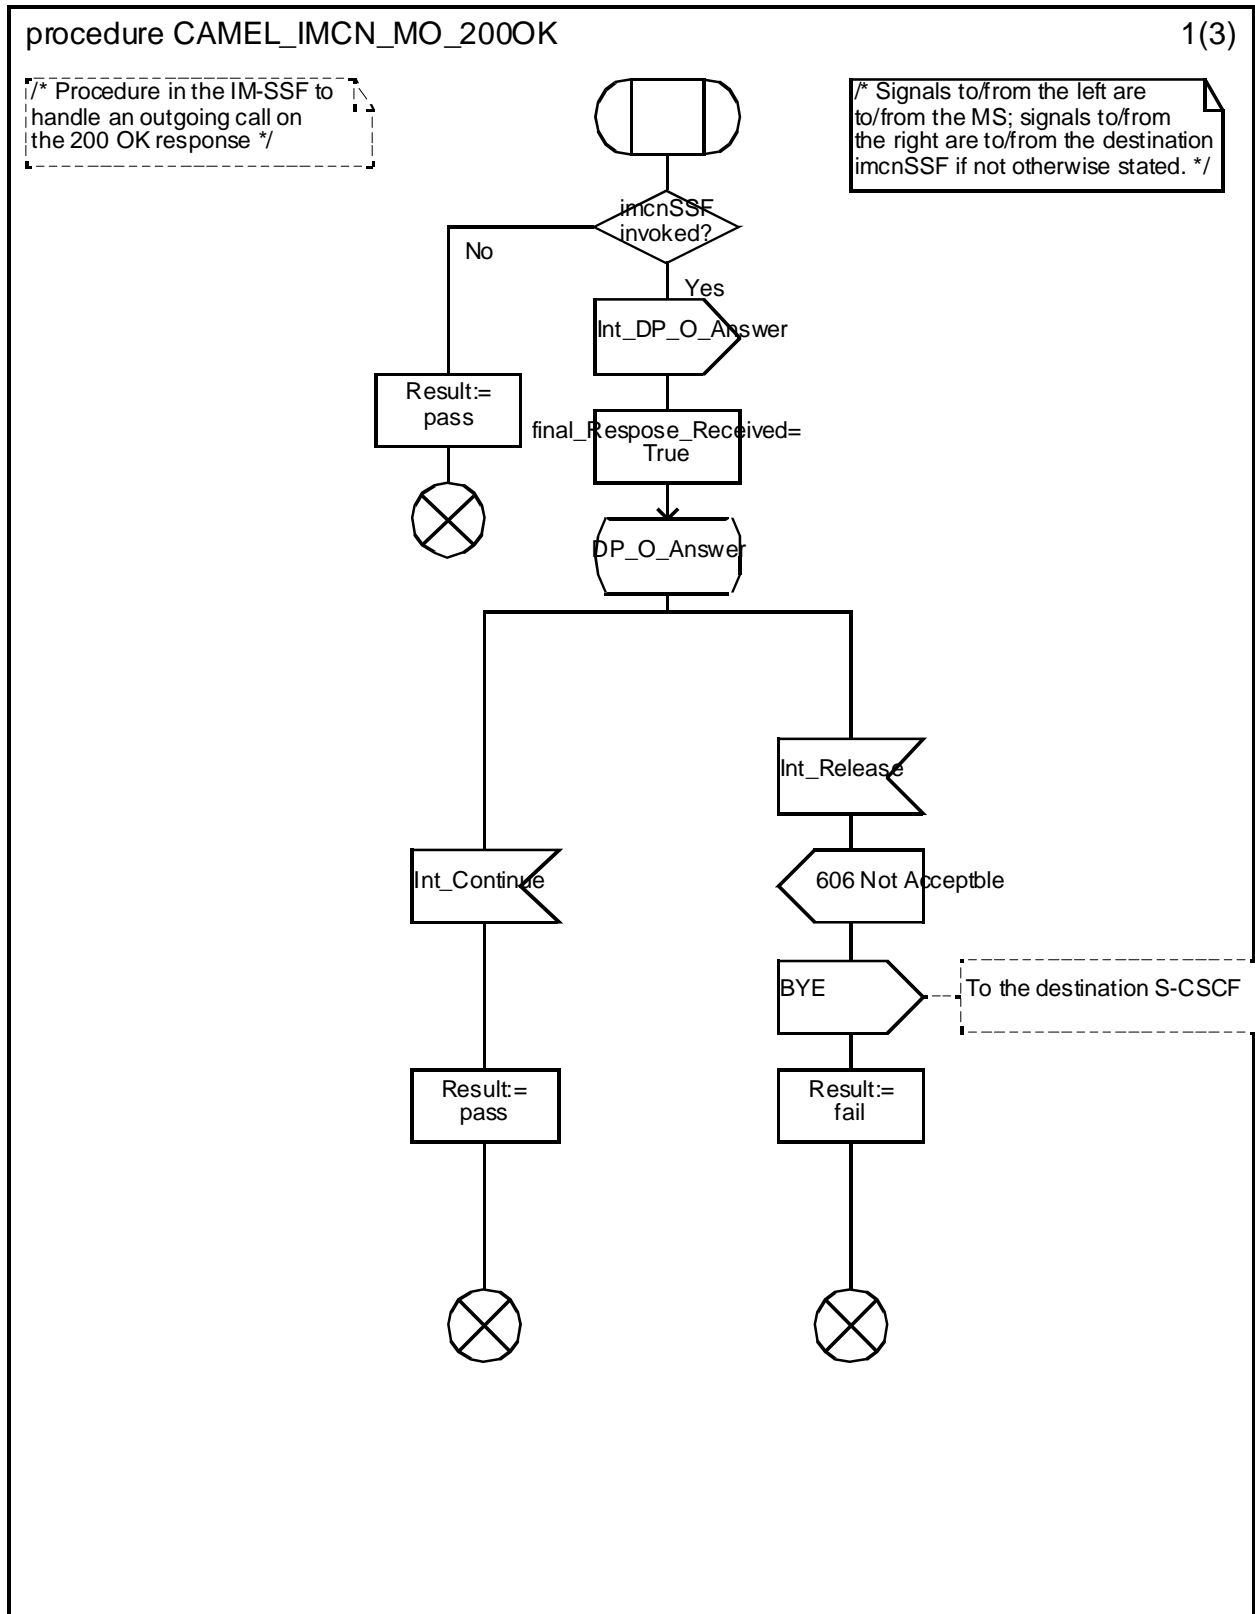 procedure CAMEL_IMCN_MO_200OK
1(3)
/* Procedure in the IM-SSF to
handle an outgoing call on
the 200 OK response */
/* Signals to/from the left are
to/from the MS; signals to/from
the right are to/from the destination
imcnSSF if not otherwise stated. */
imcnSSF
invoked?
No
Yes
Int_DP_O_Answer
Result:=
pass
final_Respose_Received=
True
DP_O_Answer
Int_Release
Int_Continue
606 Not Acceptble
BYE
To the destination S-CSCF
Result:=
pass
Result:=
fail